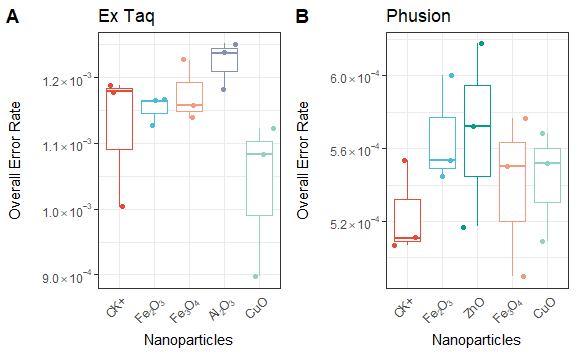 A Ex Taq
Overall Error Rate
1.2×10⁻³
1.1×10⁻³
1.0×10⁻³
9.0×10⁻⁴
CK+ Fe₂O₃ Fe₃O₄ Al₂O₃ CuO
Nanoparticles
B Phusion
Overall Error Rate
6.0×10⁻⁴
5.6×10⁻⁴
5.2×10⁻⁴
CK+ Fe₂O₃ ZnO Fe₃O₄ CuO
Nanoparticles